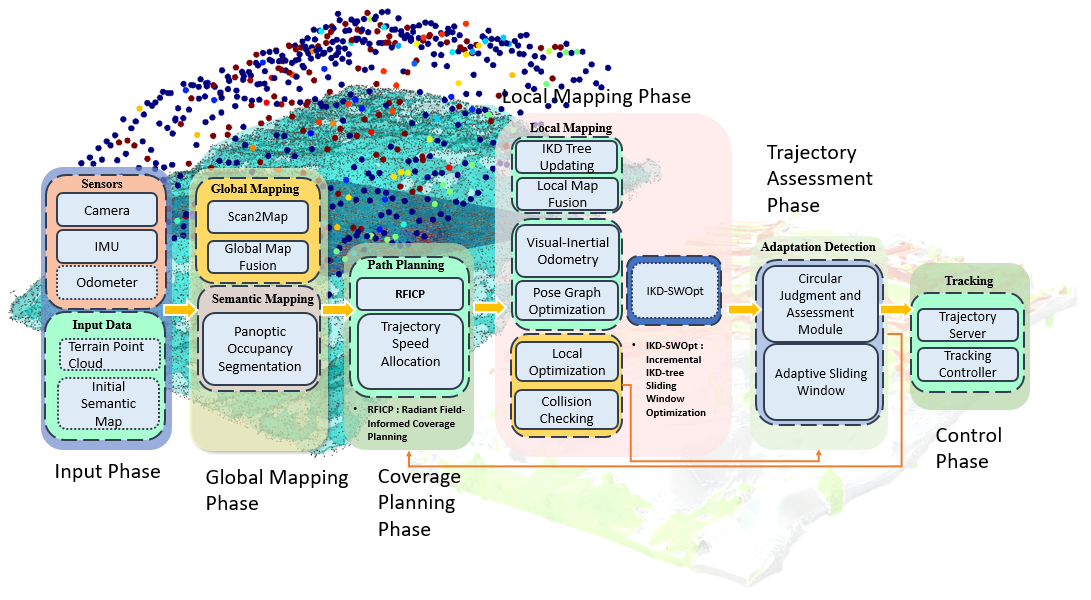 Sensors
Camera
IMU
Odometer
Input Data
Terrain Point
Cloud
Initial
Semantic
Map
Input Phase
Global Mapping
Scan2Map
Global Map
Fusion
Semantic Mapping
Panoptic
Occupancy
Segmentation
Global Mapping
Phase
Path Planning
RFICP
Trajectory
Speed
Allocation
• RFICP : Radiant Field-
Informed Coverage
Planning
Coverage
Planning
Phase
Local Mapping Phase
Local Mapping
IKD Tree
Updating
Local Map
Fusion
Visual-Inertial
Odometry
Pose Graph
Optimization
Local
Optimization
Collision
Checking
IKD-SWOpt
• IKD-SWOpt :
Incremental
IKD-tree
Sliding
Window
Optimization
Trajectory
Assessment
Phase
Adaptation Detection
Circular
Judgment and
Assessment
Module
Adaptive Sliding
Window
Tracking
Trajectory
Server
Tracking
Controller
Control
Phase